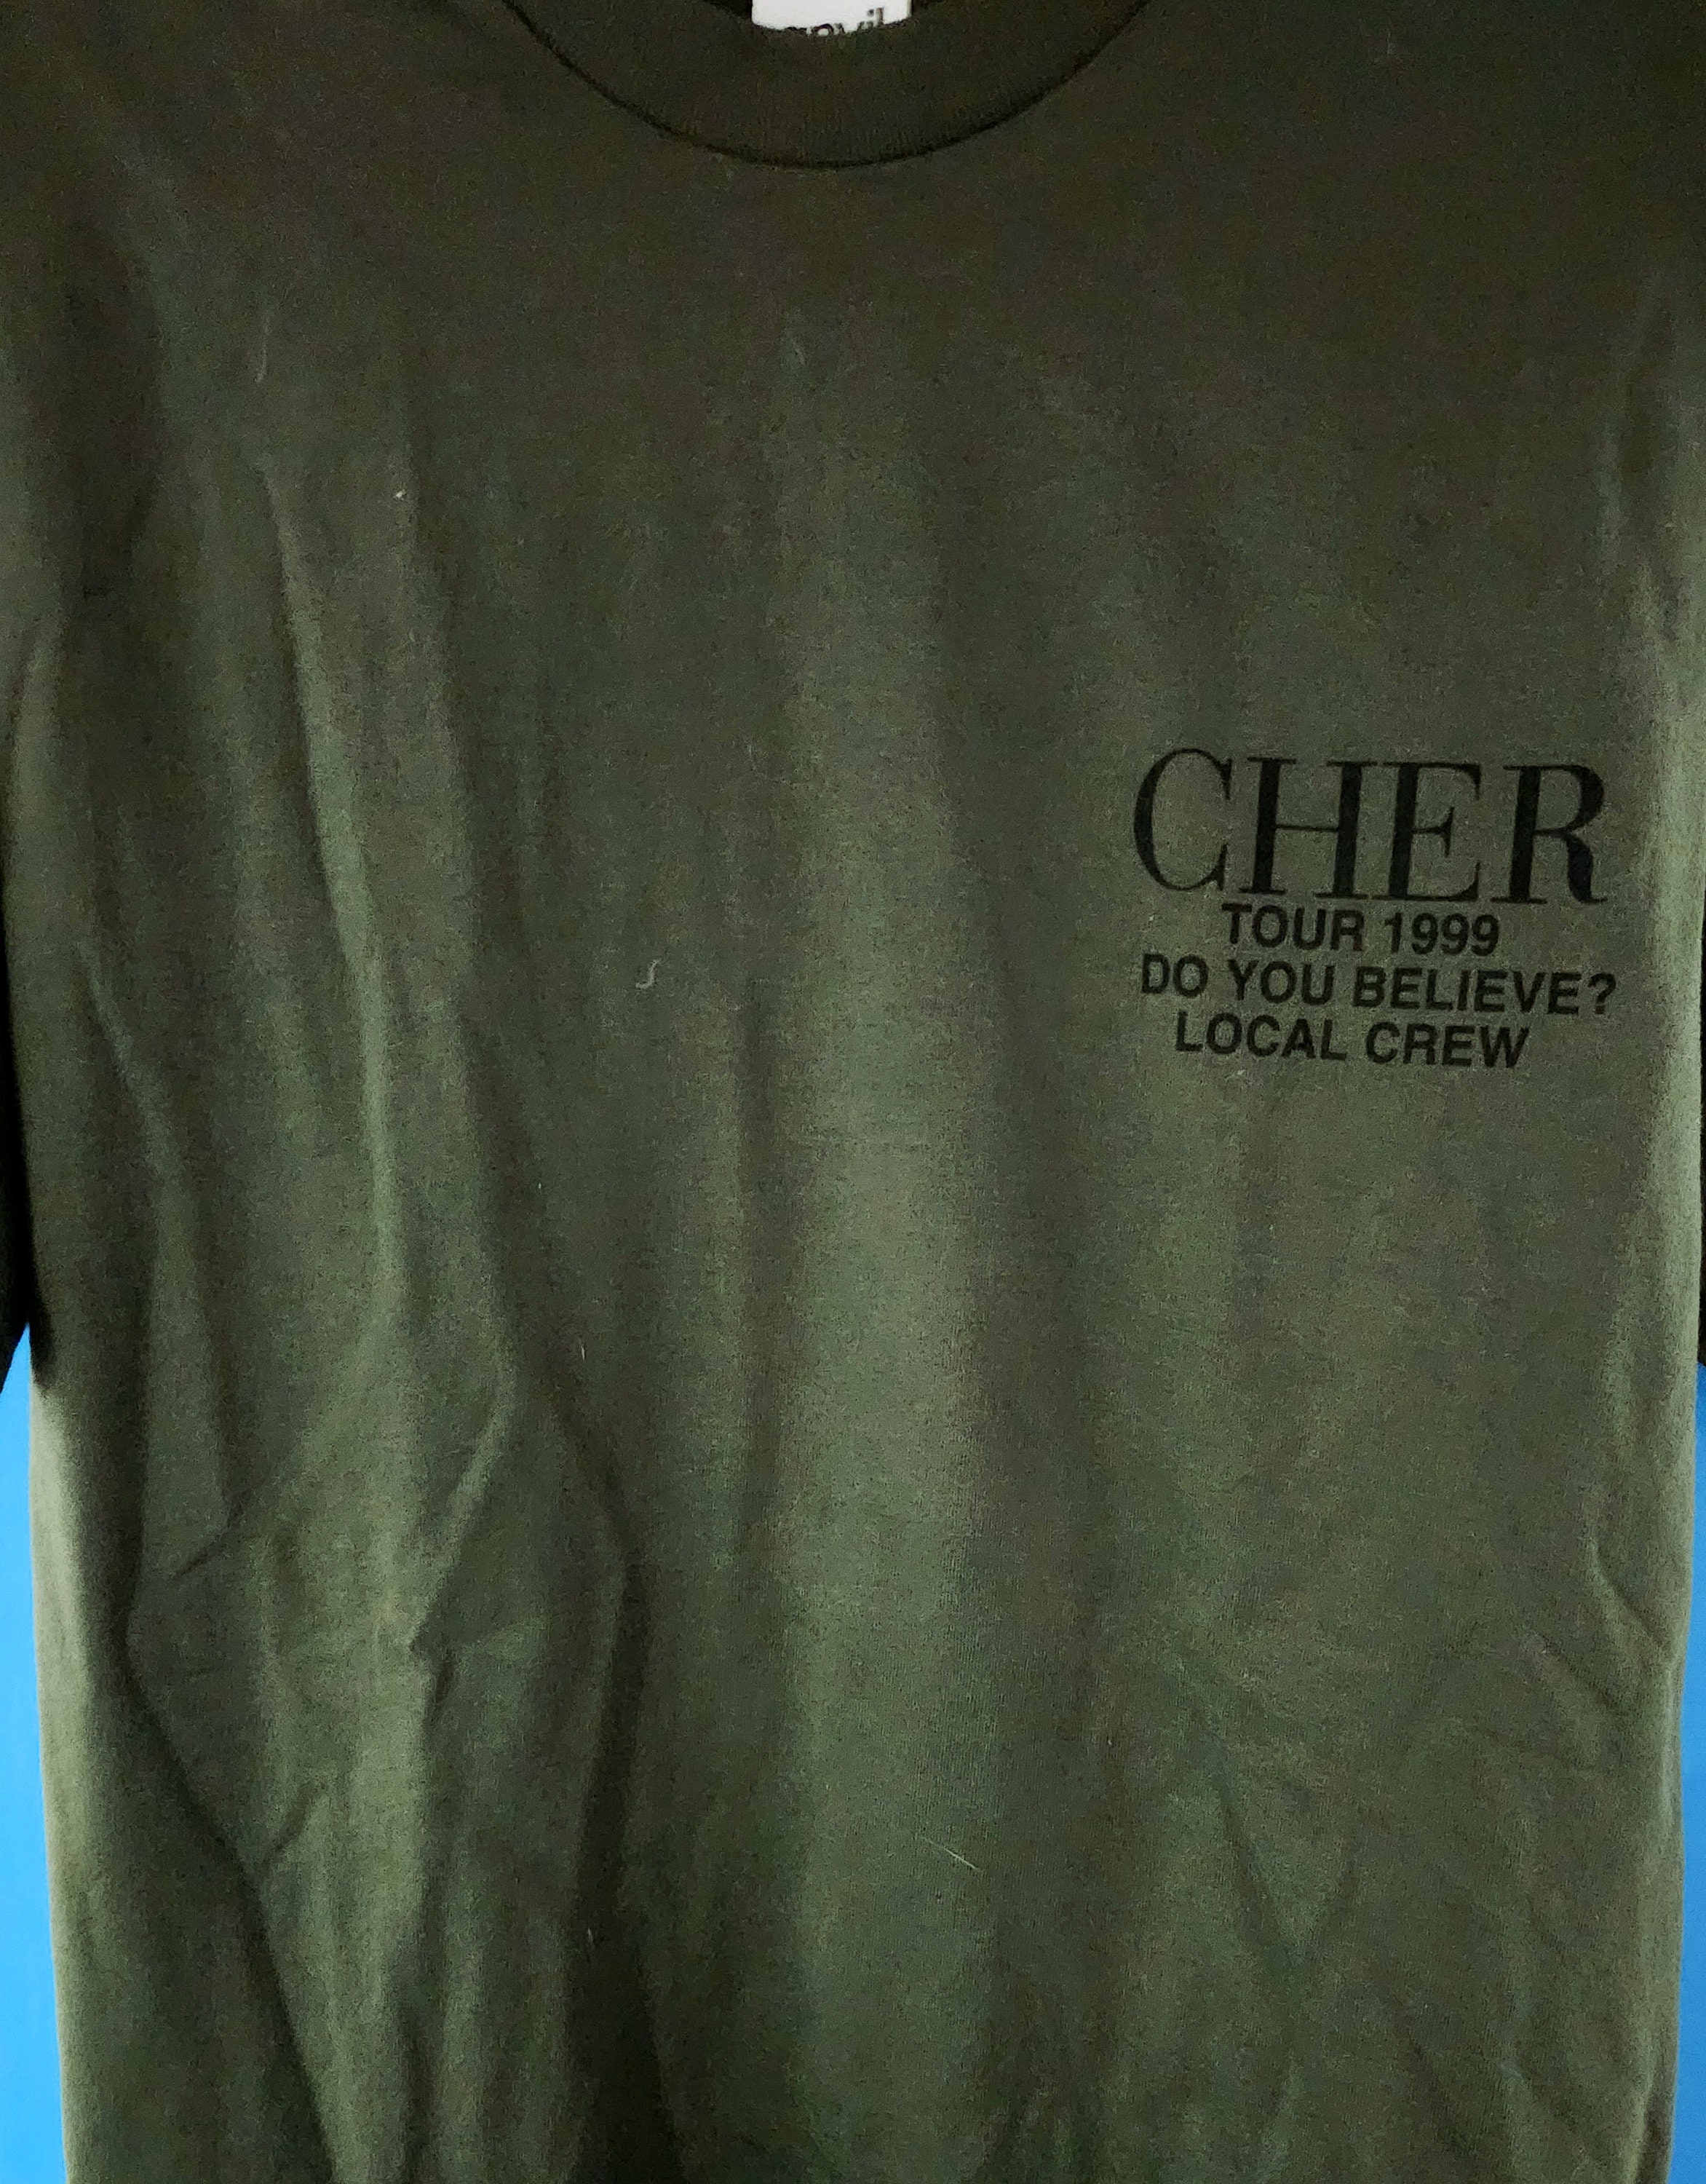 CHER
TOUR 1999
DO YOU BELIEVE?
LOCAL CREW